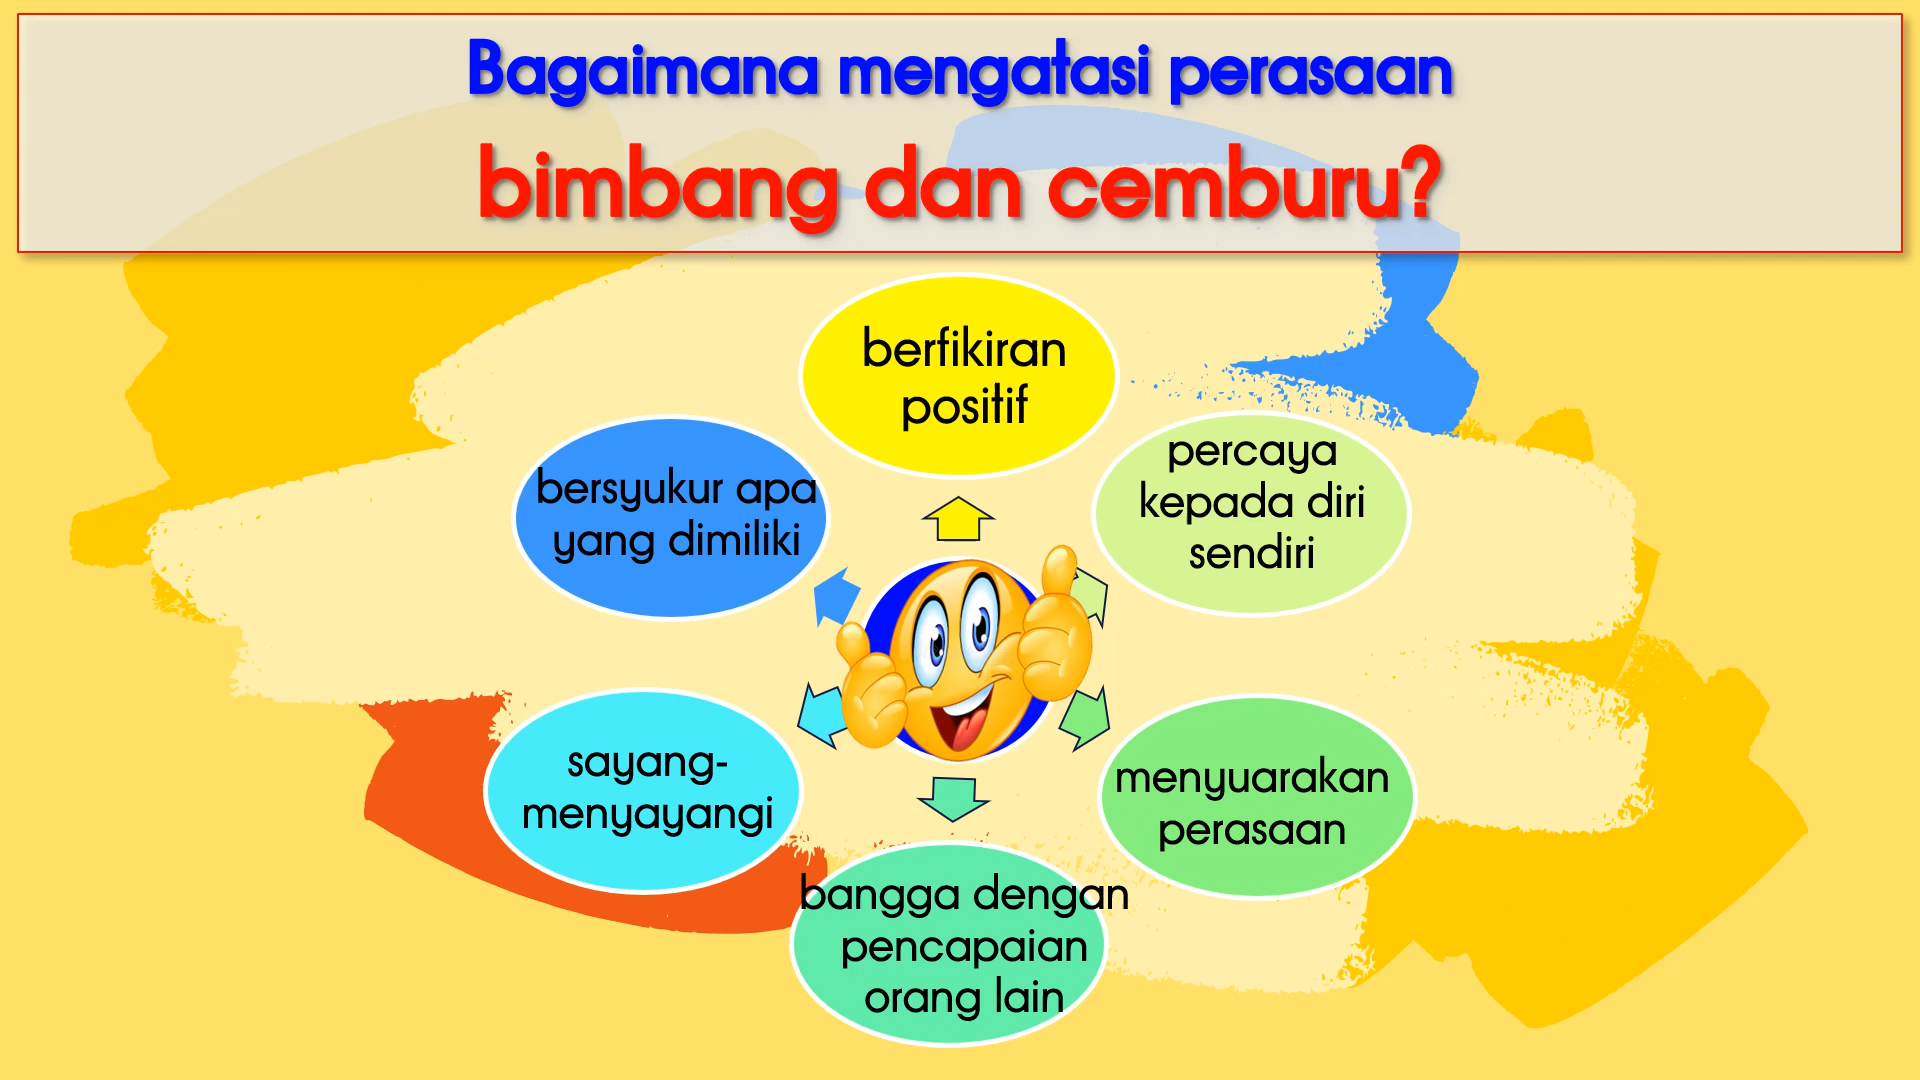 Bagaimana mengatasi perasaan
bimbang dan cemburu?
berfikiran
positif
percaya
kepada diri
sendiri
menyuarakan
perasaan
bangga dengan
pencapaian
orang lain
sayang-
menyayangi
bersyukur apa
yang dimiliki